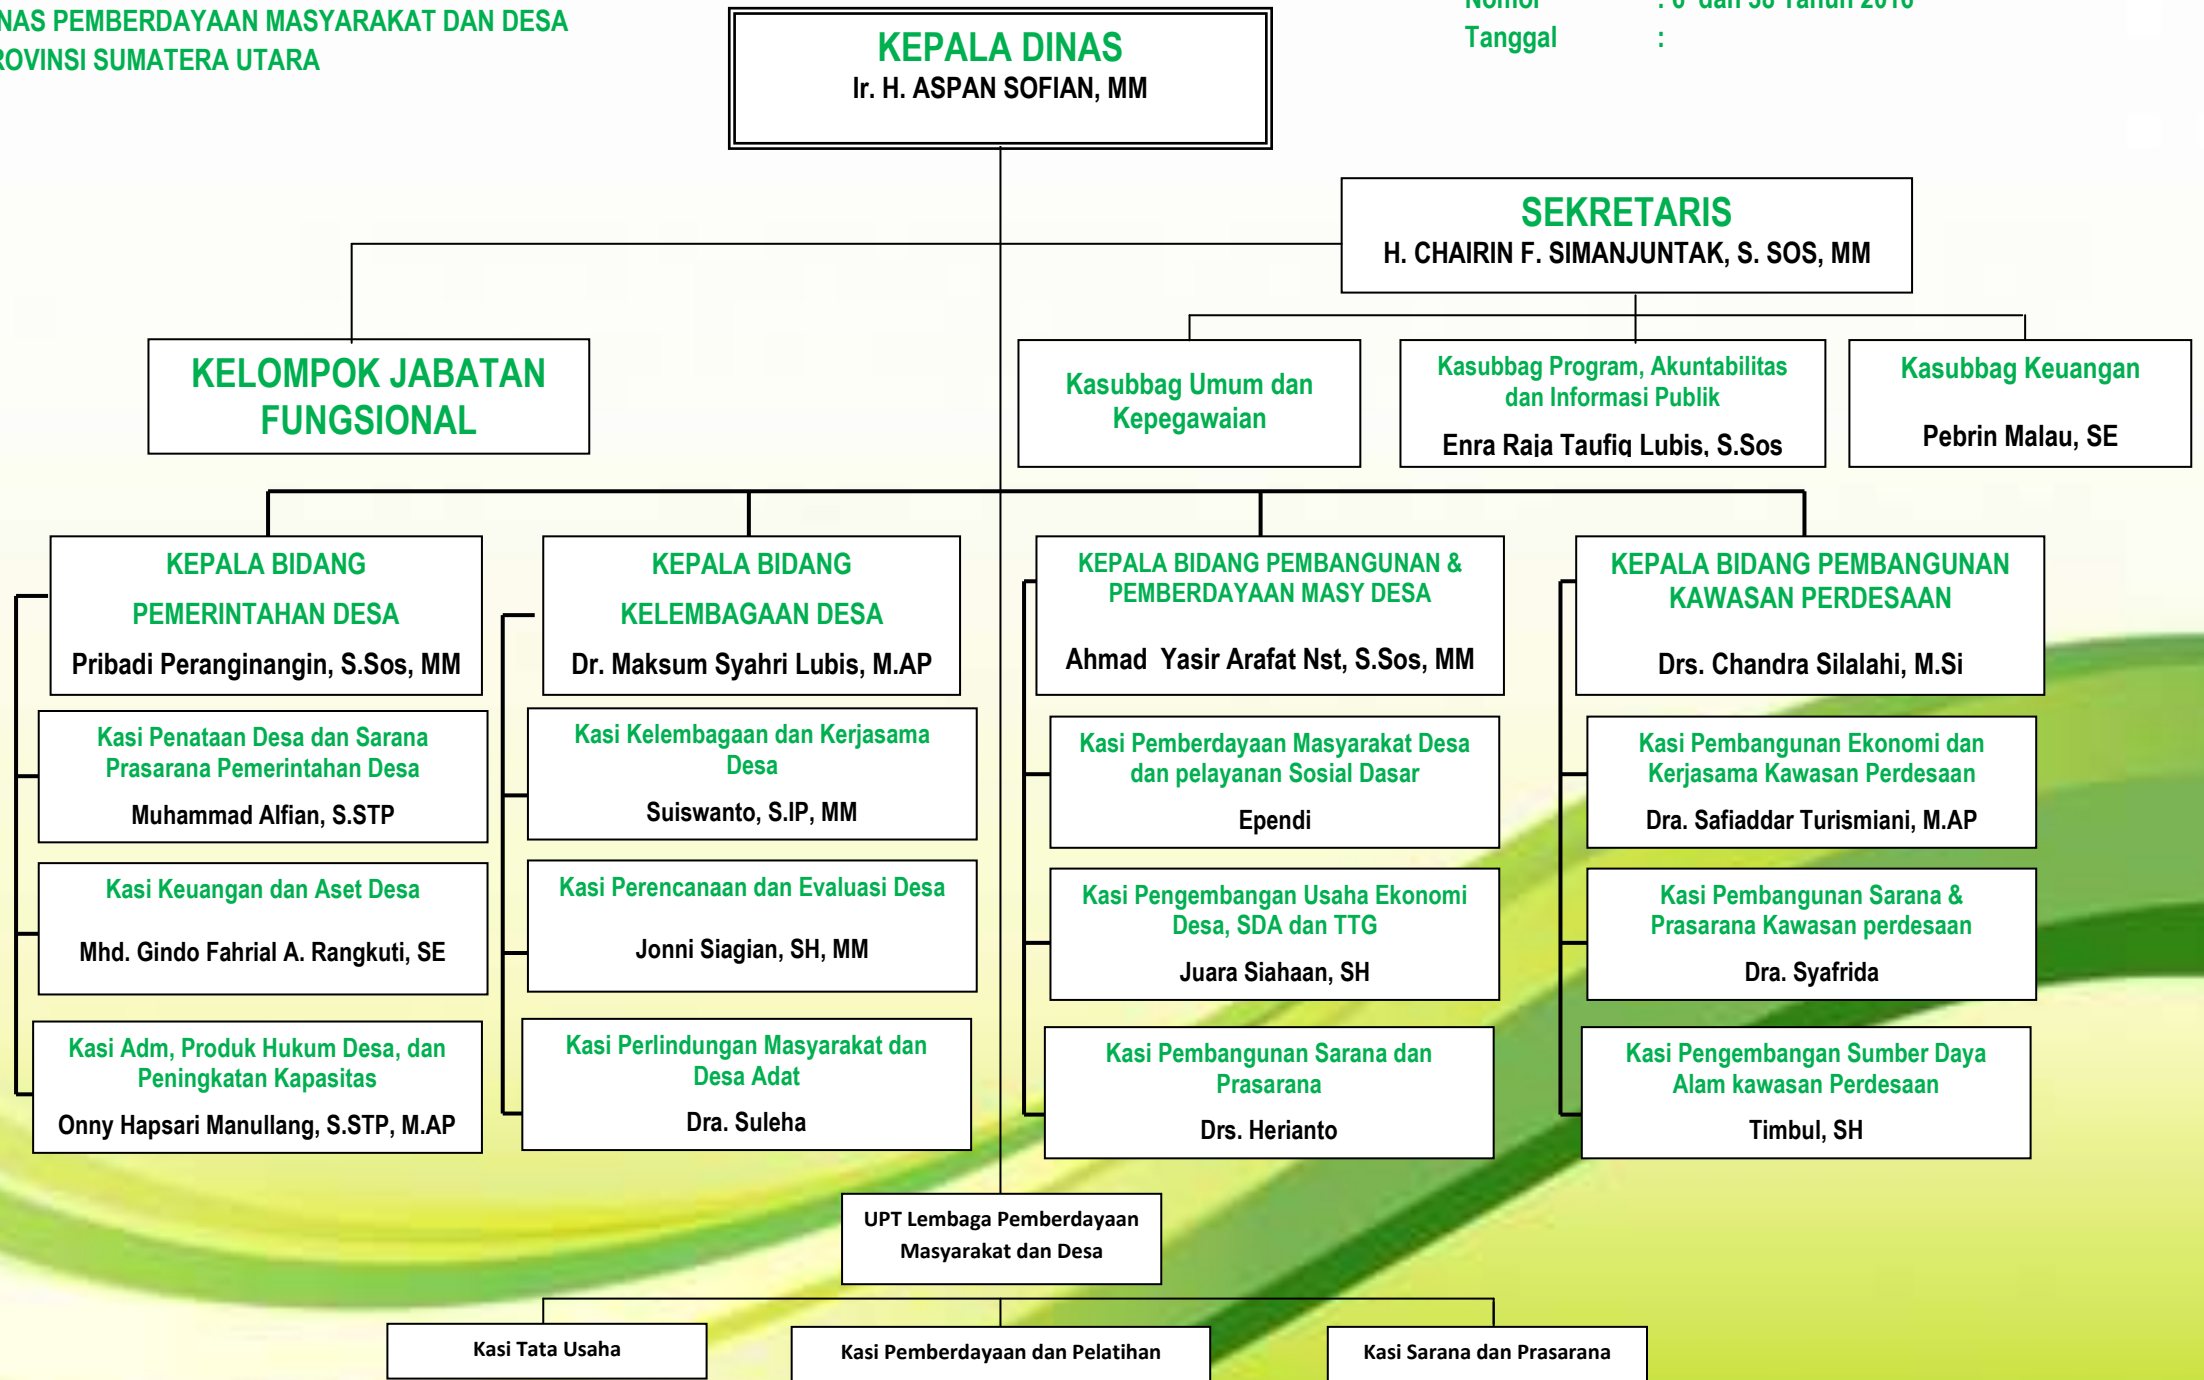 PEMBERDAYAAN MASYARAKAT DAN DESA
SUMATERA UTARA
: 6 dan 38 Tahun 2016
Tanggal :
KEPALA DINAS
Ir. H. ASPAN SOFIAN, MM
SEKRETARIS
H. CHAIRIN F. SIMANJUNTAK, S. SOS, MM
KELOMPOK JABATAN
FUNGSIONAL
Kasubbag Umum dan
Kepegawaian
Kasubbag Program, Akuntabilitas
dan Informasi Publik
Enra Raja Taufiq Lubis, S.Sos
Kasubbag Keuangan
Pebrin Malau, SE
KEPALA BIDANG
PEMERINTAHAN DESA
Pribadi Peranginangin, S.Sos, MM
Kasi Penataan Desa dan Sarana
Prasarana Pemerintahan Desa
Muhammad Alfian, S.STP
Kasi Keuangan dan Aset Desa
Mhd. Gindo Fahrial A. Rangkuti, SE
Kasi Adm, Produk Hukum Desa, dan
Peningkatan Kapasitas
Onny Hapsari Manullang, S.STP, M.AP
KEPALA BIDANG
KELEMBAGAAN DESA
Dr. Maksum Syahri Lubis, M.AP
Kasi Kelembagaan dan Kerjasama
Desa
Suiswanto, S.IP, MM
Kasi Perencanaan dan Evaluasi Desa
Jonni Siagian, SH, MM
Kasi Perlindungan Masyarakat dan
Desa Adat
Dra. Suleha
KEPALA BIDANG PEMBANGUNAN &
PEMBERDAYAAN MASY DESA
Ahmad Yasir Arafat Nst, S.Sos, MM
Kasi Pemberdayaan Masyarakat Desa
dan pelayanan Sosial Dasar
Ependi
Kasi Pengembangan Usaha Ekonomi
Desa, SDA dan TTG
Juara Siahaan, SH
Kasi Pembangunan Sarana dan
Prasarana
Drs. Herianto
KEPALA BIDANG PEMBANGUNAN
KAWASAN PERDESAAN
Drs. Chandra Silalahi, M.Si
Kasi Pembangunan Ekonomi dan
Kerjasama Kawasan Perdesaan
Dra. Safiaddar Turismiani, M.AP
Kasi Pembangunan Sarana &
Prasarana Kawasan perdesaan
Dra. Syafrida
Kasi Pengembangan Sumber Daya
Alam kawasan Perdesaan
Timbul, SH
UPT Lembaga Pemberdayaan
Masyarakat dan Desa
Kasi Tata Usaha
Kasi Pemberdayaan dan Pelatihan
Kasi Sarana dan Prasarana